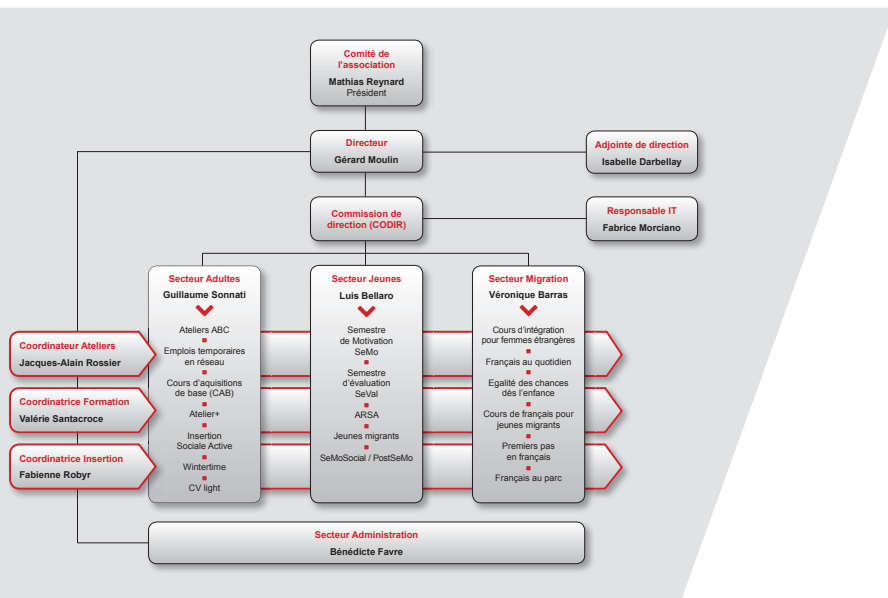 Comité de
l'association
Mathias Reynard
Président
Directeur
Gérard Moulin
Adjointe de direction
Isabelle Darbellay
Commission de
direction (CODIR)
Responsable IT
Fabrice Morciano
Secteur Adultes
Guillaume Sonnati
Ateliers ABC
Emplois temporaires
en réseau
Cours d'aquisitions
de base (CAB)
Atelier+
Insertion
Sociale Active
Wintertime
CV light
Secteur Jeunes
Luis Bellaro
Semestre
de Motivation
SeMo
Semestre
d'évaluation
SeVal
ARSA
Jeunes migrants
SeMoSocial / PostSeMo
Secteur Migration
Véronique Barras
Cours d'intégration
pour femmes étrangères
Français au quotidien
Egalité des chances
dès l'enfance
Cours de français pour
jeunes migrants
Premiers pas
en français
Français au parc
Coordinateur Ateliers
Jacques-Alain Rossier
Coordinatrice Formation
Valérie Santacroce
Coordinatrice Insertion
Fabienne Robyr
Secteur Administration
Bénédicte Favre